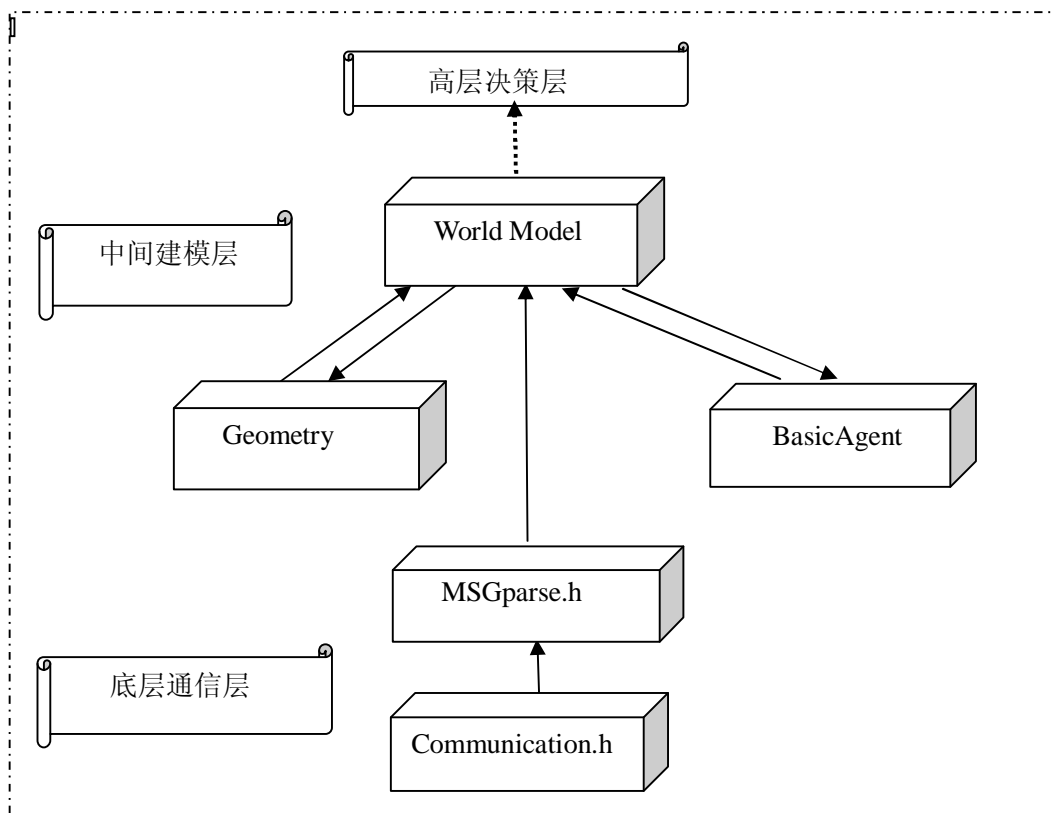 高层决策层
World Model
中间建模层
Geometry
BasicAgent
MSGparse.h
底层通信层
Communication.h